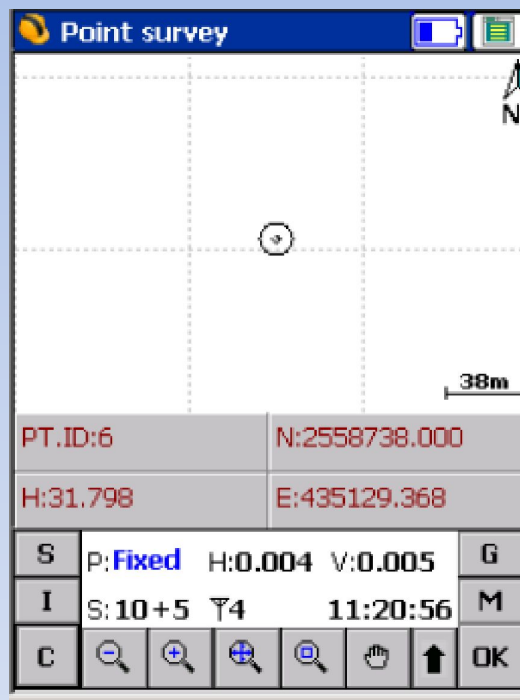 Point survey
N
38m
PT.ID:6 N:2558738.000
H:31.798 E:435129.368
S P:Fixed H:0.004 V:0.005 G
I S:10+5 4 11:20:56 M
C OK